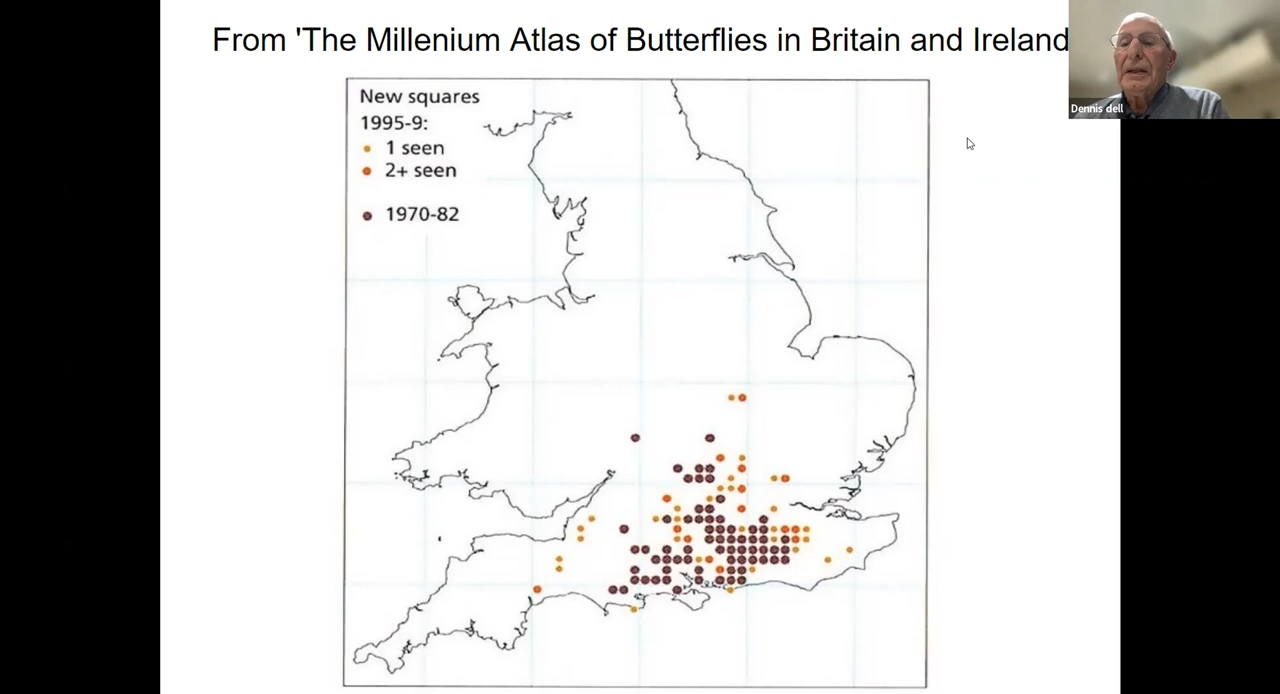 From 'The Millenium Atlas of Butterflies in Britain and Ireland
Dennis dell
New squares
1995-9:
1 seen
2+ seen
1970-82